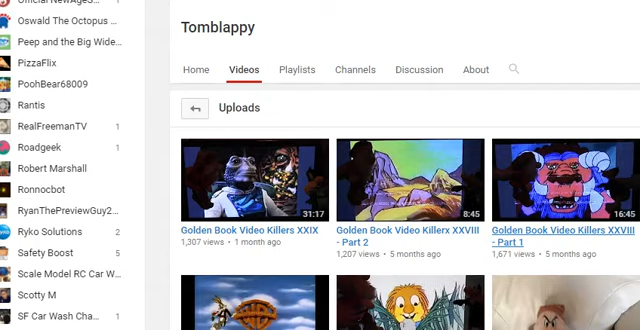 Official NewAgeS...
Oswald The Octopus ...
Peep and the Big Wide...
PizzaFlix
PoohBear68009
Rantis
RealFreemanTV 1
Roadgeek 1
Robert Marshall
Ronnocbot
RyanThePreviewGuy2...
Ryko Solutions 2
Safety Boost 5
Scale Model RC Car W...
Scotty M
SF Car Wash Cha... 1
Tomblappy
Home Videos Playlists Channels Discussion About
Uploads
31:17
Golden Book Video Killers XXIX
1,307 views • 1 month ago
8:45
Golden Book Video Killerx XXVIII
- Part 2
1,207 views • 5 months ago
16:45
Golden Book Video Killers XXVIII
- Part 1
1,671 views • 5 months ago